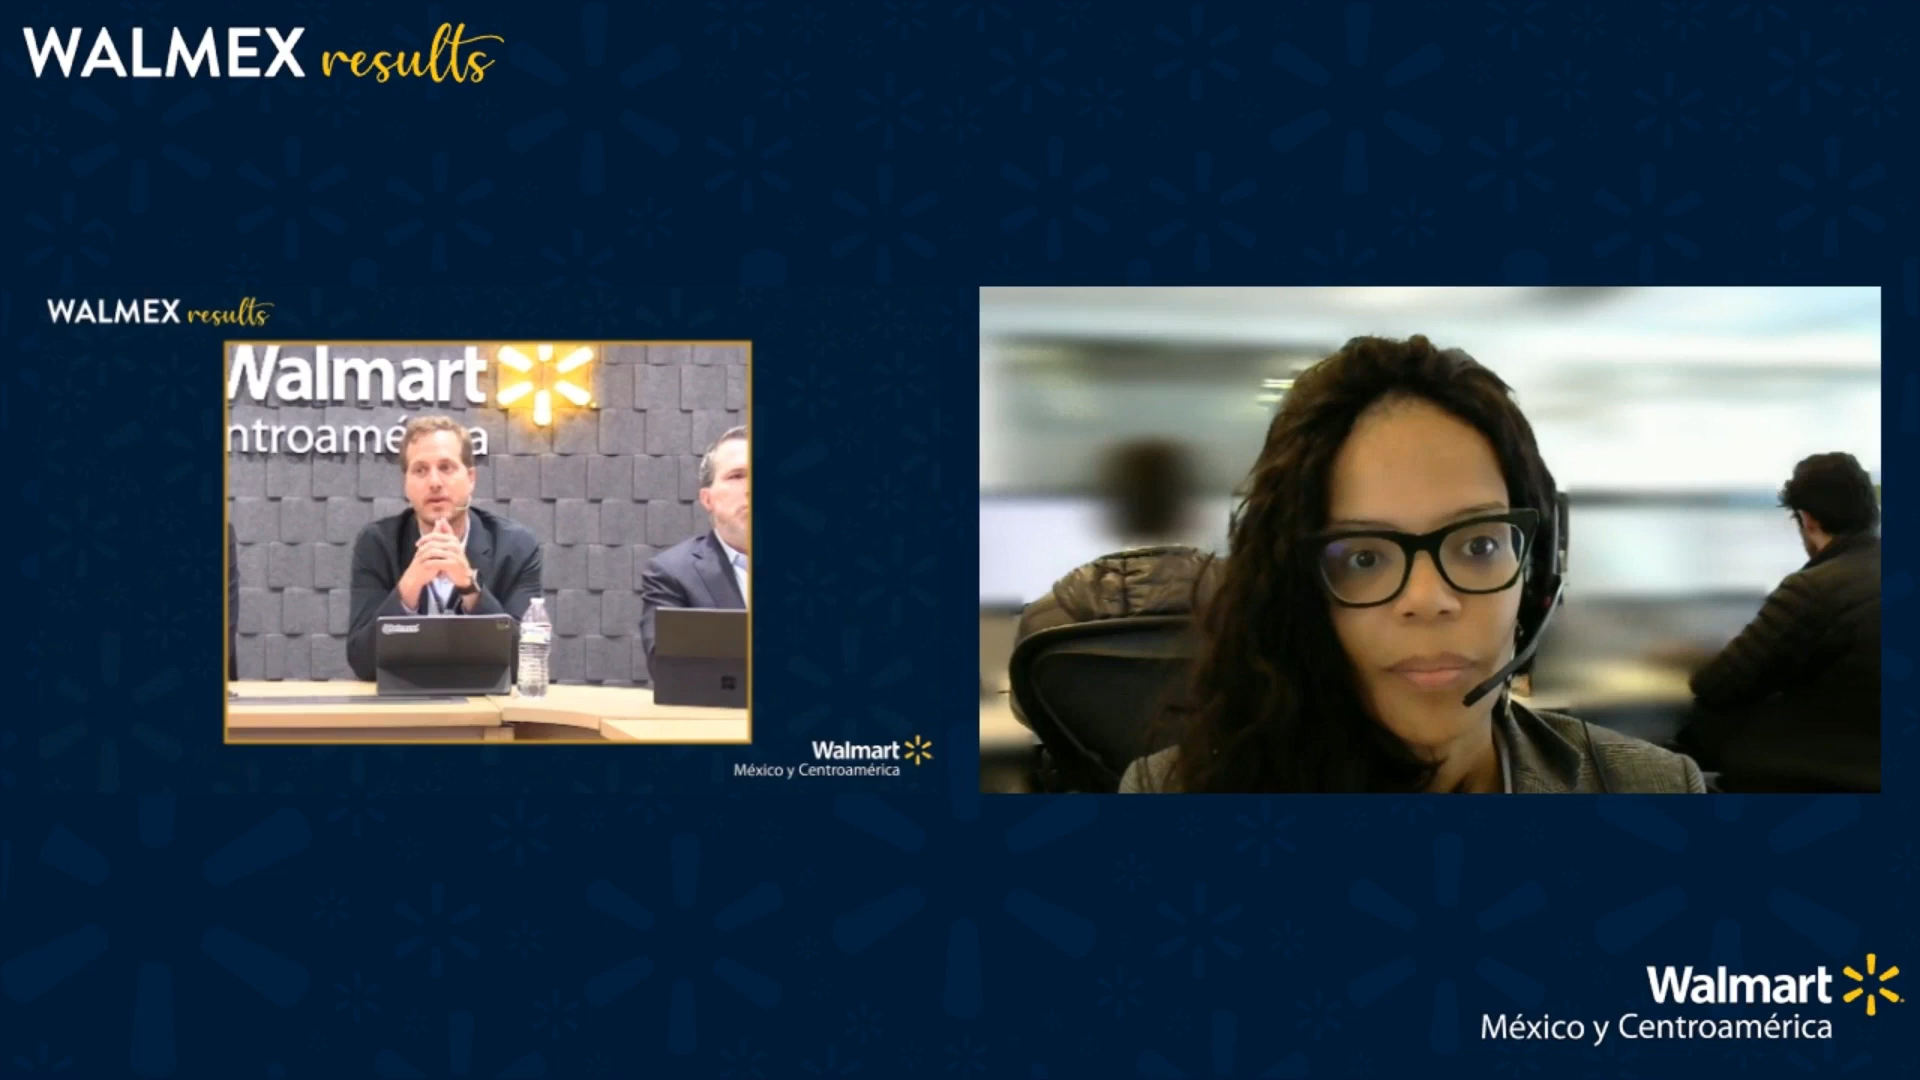 WALMEX results
WALMEX results
Walmart
ntroamé a
Walmart
México y Centroamérica
Walmart
México y Centroamérica